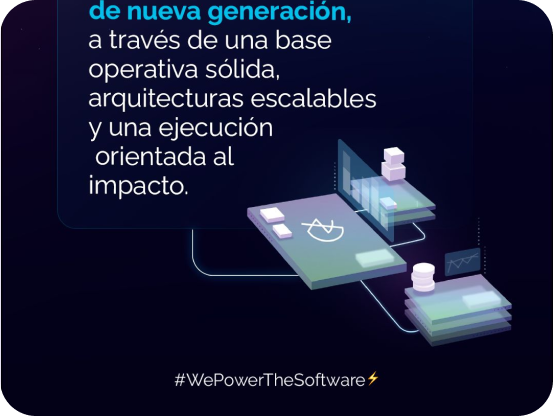 de nueva generación,
a través de una base
operativa sólida,
arquitecturas escalables
y una ejecución
orientada al
impacto.
#WePowerTheSoftware⚡